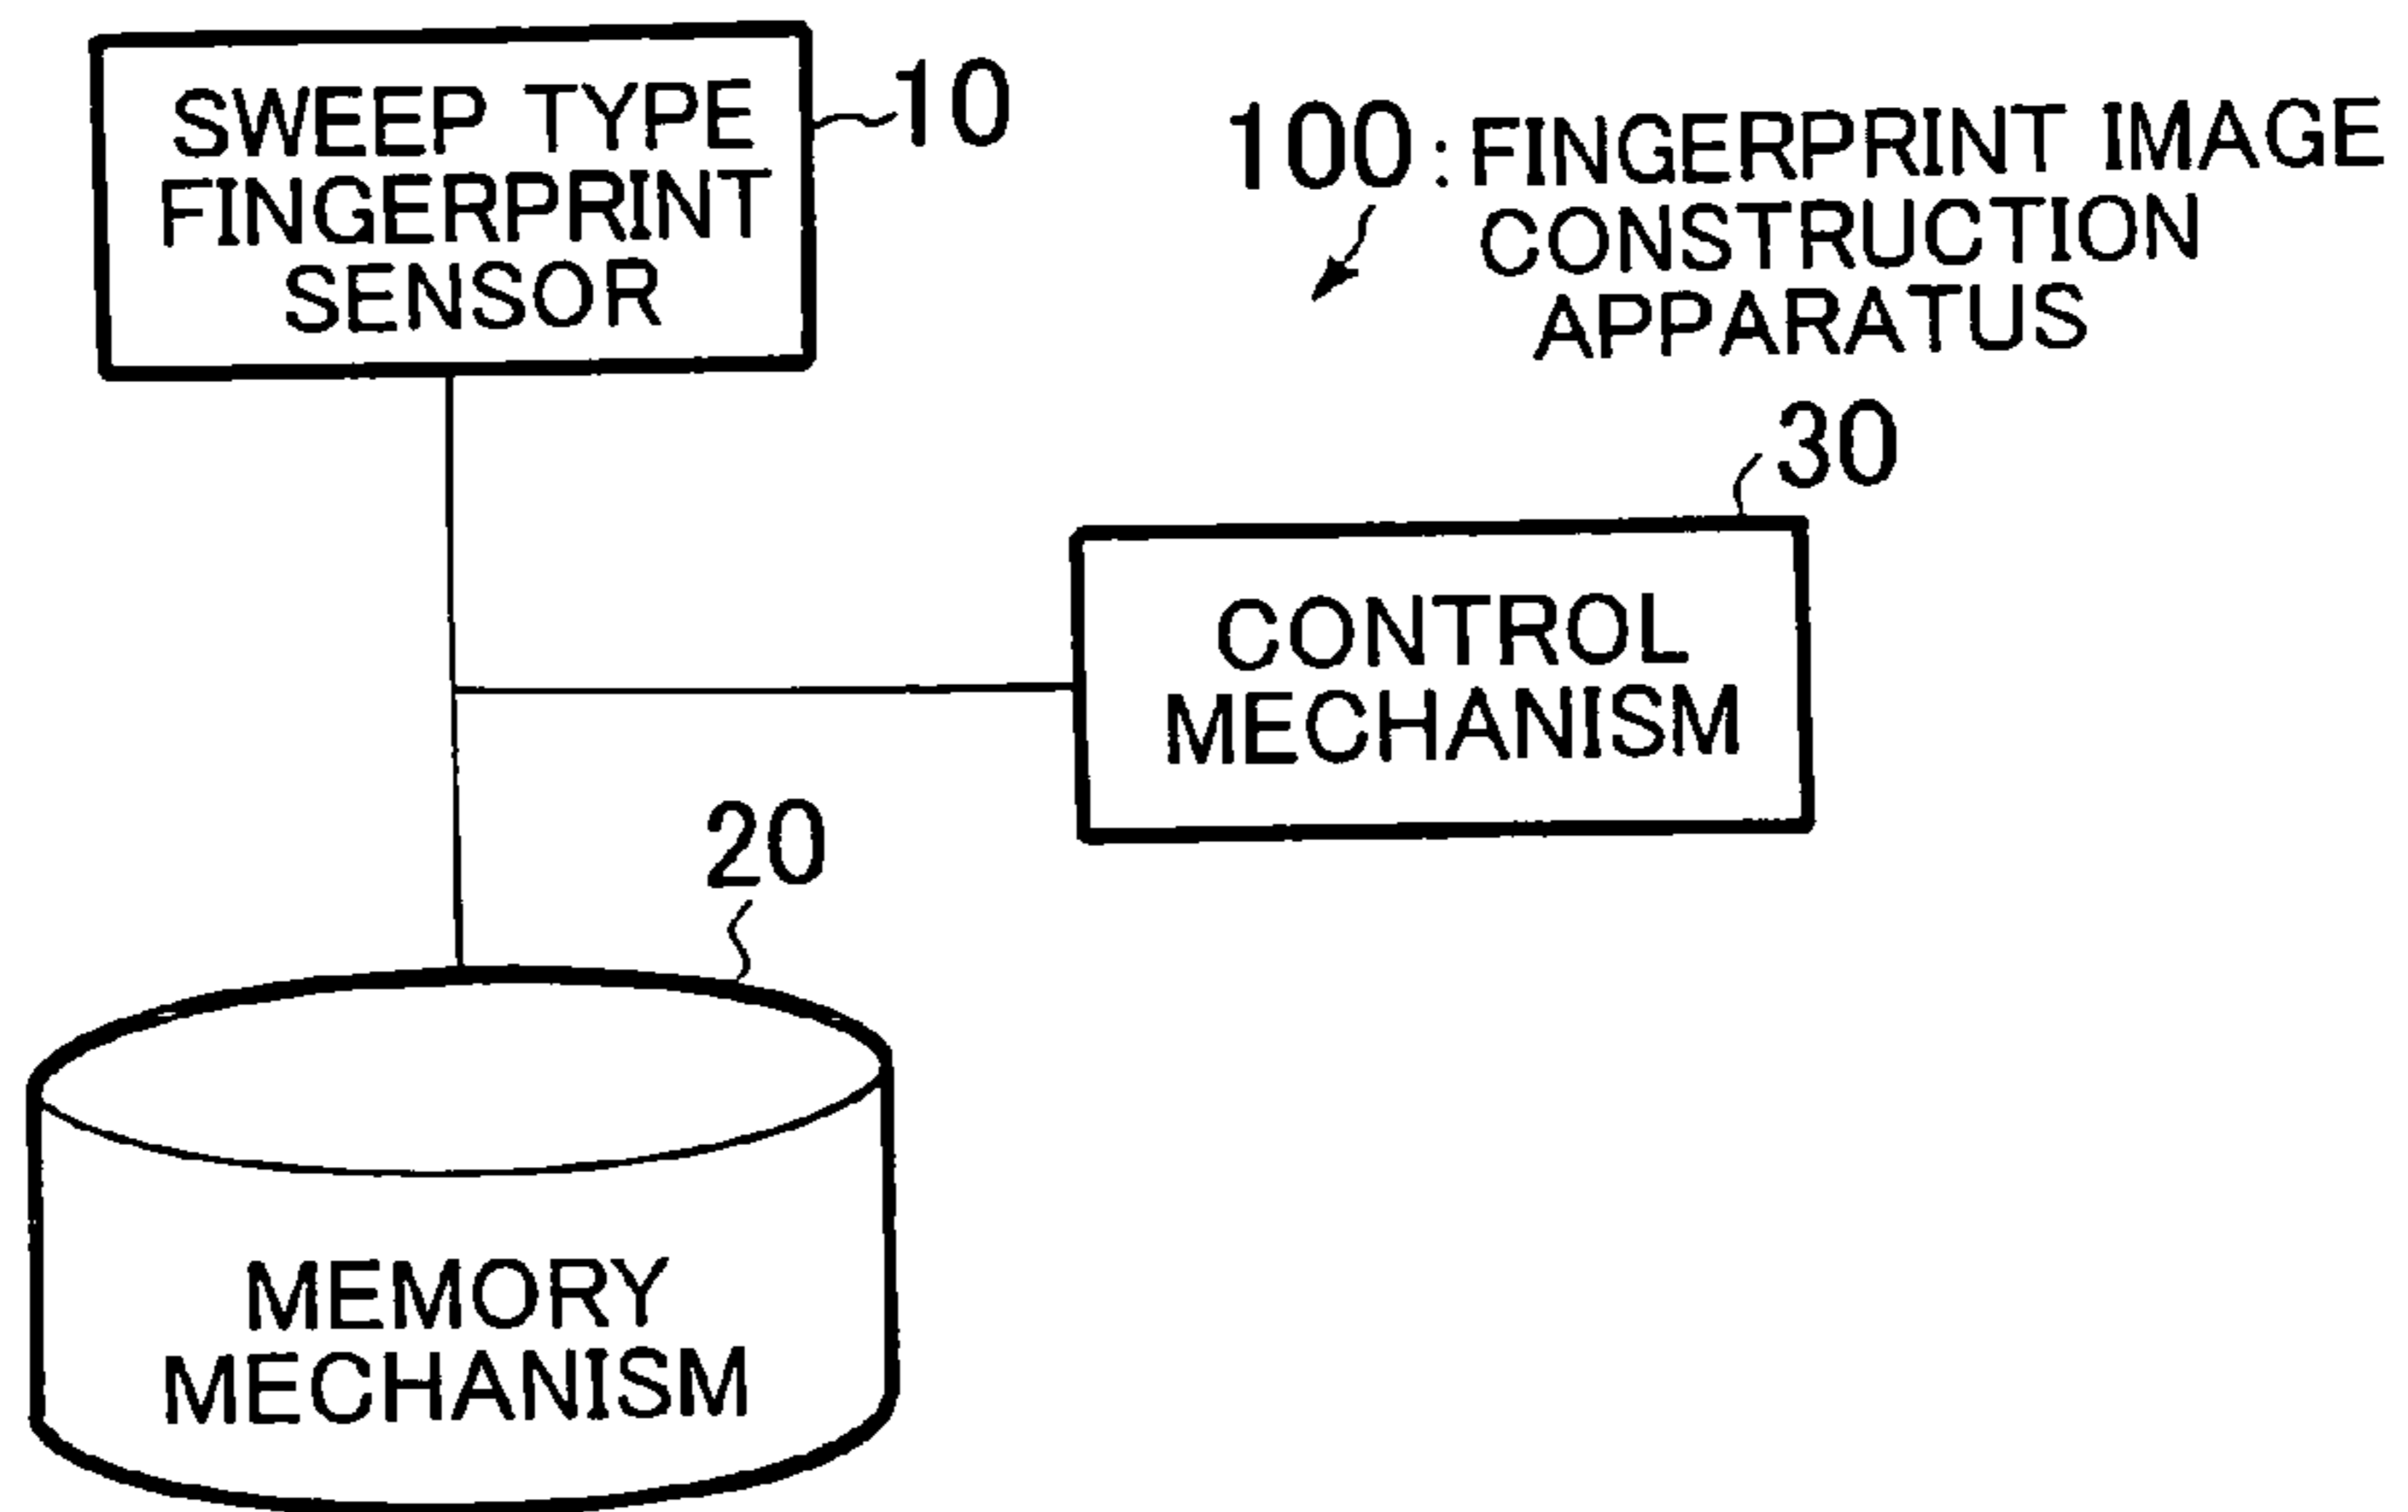 SWEEP TYPE
FINGERPRINT
SENSOR
10
100 : FINGERPRINT IMAGE
CONSTRUCTION
APPARATUS
30
CONTROL
MECHANISM
20
MEMORY
MECHANISM